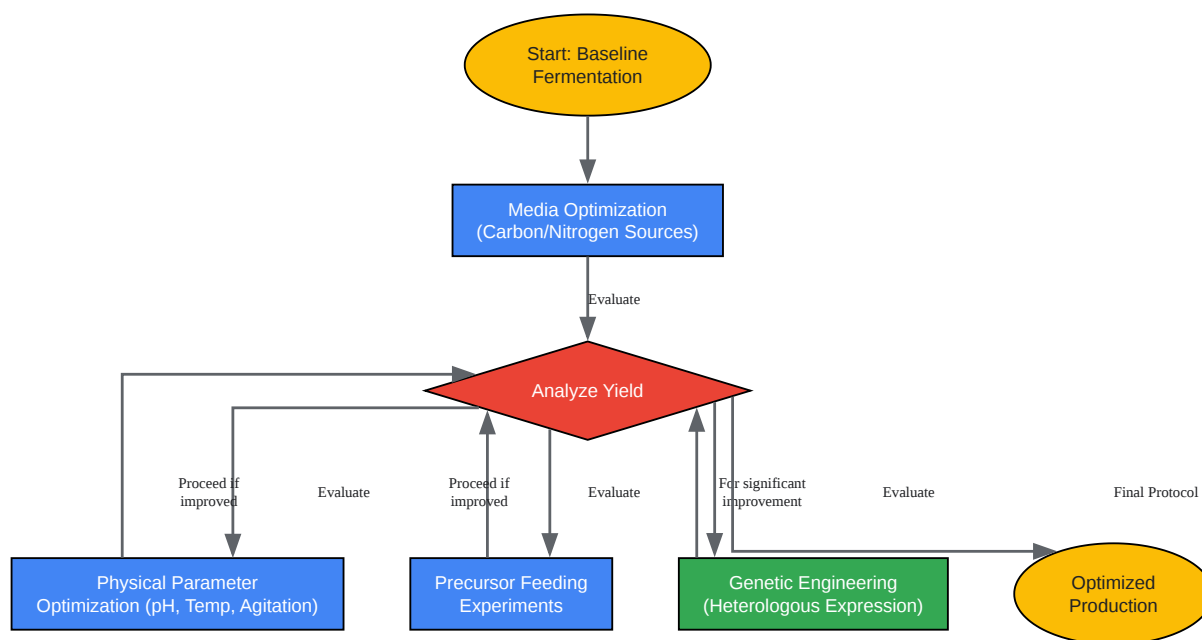 Start: Baseline
Fermentation
Media Optimization
(Carbon/Nitrogen Sources)
Evaluate
Analyze Yield
Proceed if
improved
Evaluate
Proceed if
improved
Evaluate
For significant
improvement
Evaluate
Final Protocol
Physical Parameter
Optimization (pH, Temp, Agitation)
Precursor Feeding
Experiments
Genetic Engineering
(Heterologous Expression)
Optimized
Production